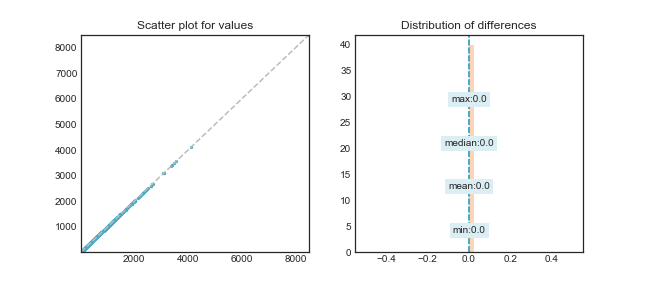 Scatter plot for values
8000
7000
6000
5000
4000
3000
2000
1000
2000 4000 6000 8000
Distribution of differences
40
35
30
25
20
15
10
5
0
max:0.0
median:0.0
mean:0.0
min:0.0
−0.4 −0.2 0.0 0.2 0.4